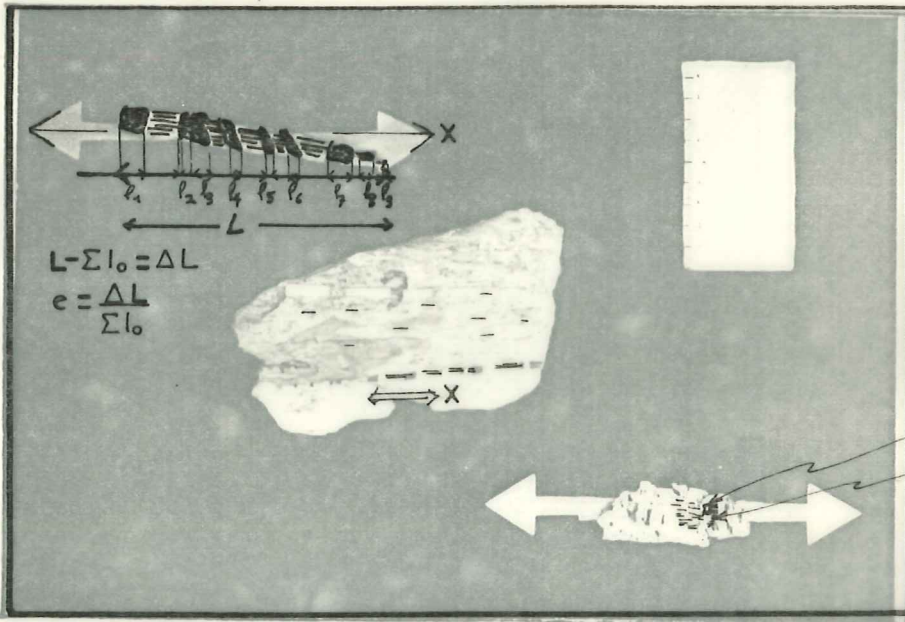 X
l₁ l₂ l₃ l₄ l₅ l₆ l₇ l₈ l₉
L
L-Σl₀=ΔL
e=ΔL/Σl₀
X